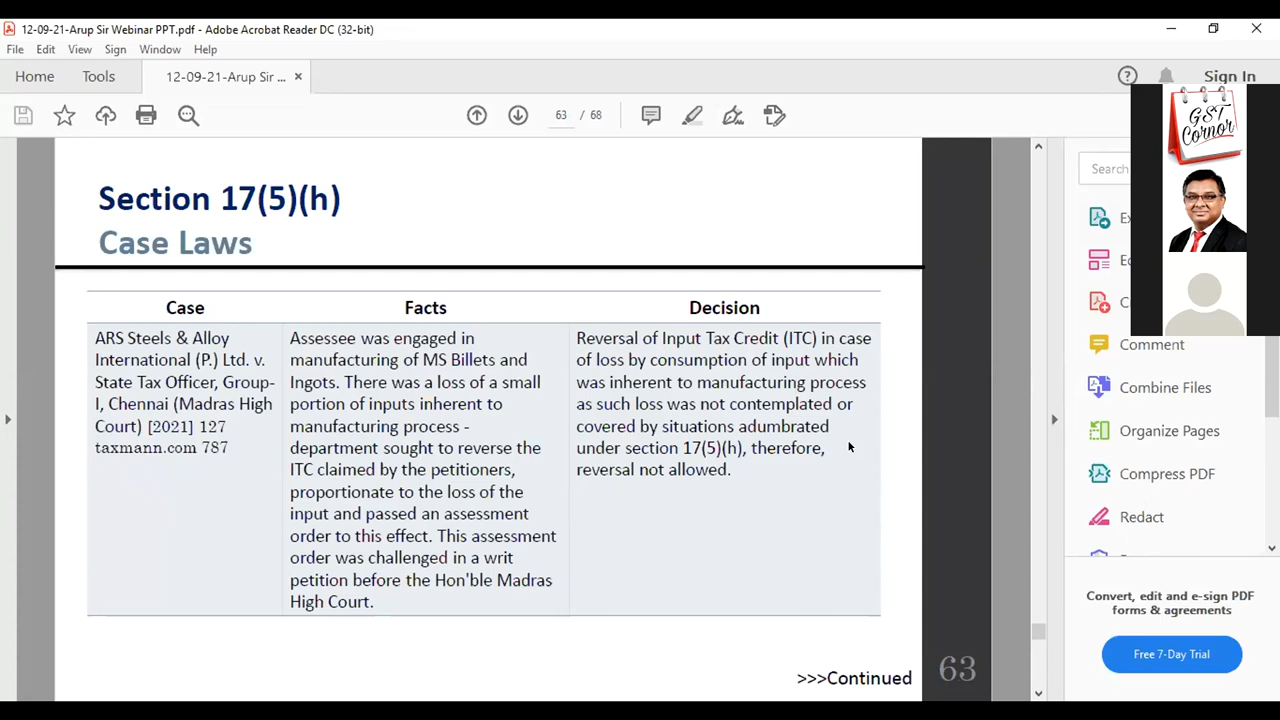 12-09-21-Arup Sir Webinar PPT.pdf - Adobe Acrobat Reader DC (32-bit)
File Edit View Sign Window Help
Home Tools 12-09-21-Arup Sir ... × Sign In
63 / 68
GST
Corner
Search
Section 17(5)(h)
Case Laws
Case Facts Decision
ARS Steels & Alloy
International (P.) Ltd. v.
State Tax Officer, Group-
I, Chennai (Madras High
Court) [2021] 127
taxmann.com 787
Assessee was engaged in
manufacturing of MS Billets and
Ingots. There was a loss of a small
portion of inputs inherent to
manufacturing process -
department sought to reverse the
ITC claimed by the petitioners,
proportionate to the loss of the
input and passed an assessment
order to this effect. This assessment
order was challenged in a writ
petition before the Hon'ble Madras
High Court.
Reversal of Input Tax Credit (ITC) in case
of loss by consumption of input which
was inherent to manufacturing process
as such loss was not contemplated or
covered by situations adumbrated
under section 17(5)(h), therefore,
reversal not allowed.
>>>Continued
63
Comment
Combine Files
Organize Pages
Compress PDF
Redact
Convert, edit and e-sign PDF
forms & agreements
Free 7-Day Trial